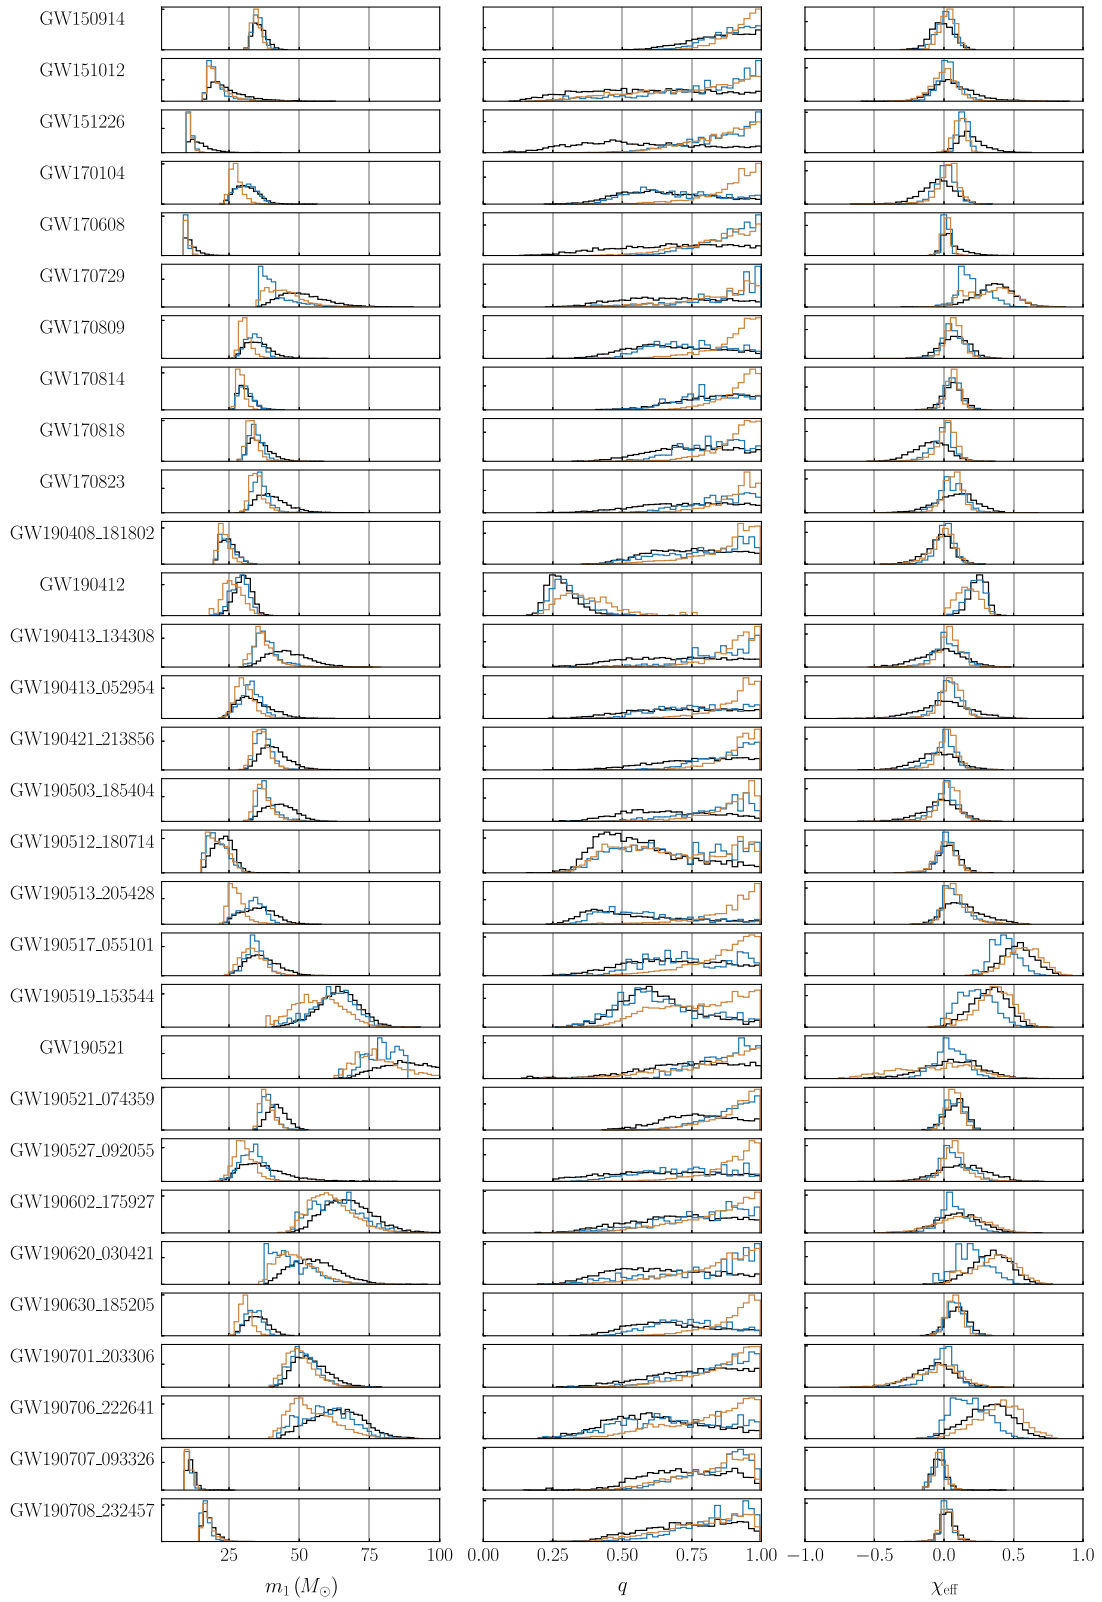 GW150914
GW151012
GW151226
GW170104
GW170608
GW170729
GW170809
GW170814
GW170818
GW170823
GW190408_181802
GW190412
GW190413_134308
GW190413_052954
GW190421_213856
GW190503_185404
GW190512_180714
GW190513_205428
GW190517_055101
GW190519_153544
GW190521
GW190521_074359
GW190527_092055
GW190602_175927
GW190620_030421
GW190630_185205
GW190701_203306
GW190706_222641
GW190707_093326
GW190708_232457
25 50 75 100 0.00 0.25 0.50 0.75 1.00 −1.0 −0.5 0.0 0.5 1.0
m₁ (M⊙) q χeff